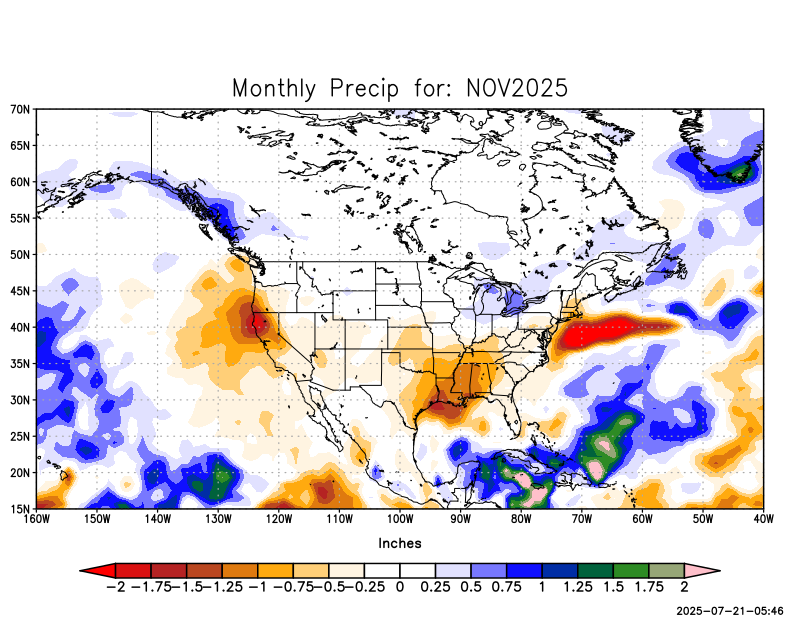 Monthly Precip for: NOV2025
70N
65N
60N
55N
50N
45N
40N
35N
30N
25N
20N
15N
160W 150W 140W 130W 120W 110W 100W 90W 80W 70W 60W 50W 40W
Inches
-2 -1.75 -1.5 -1.25 -1 -0.75 -0.5 -0.25 0 0.25 0.5 0.75 1 1.25 1.5 1.75 2
2025-07-21-05:46